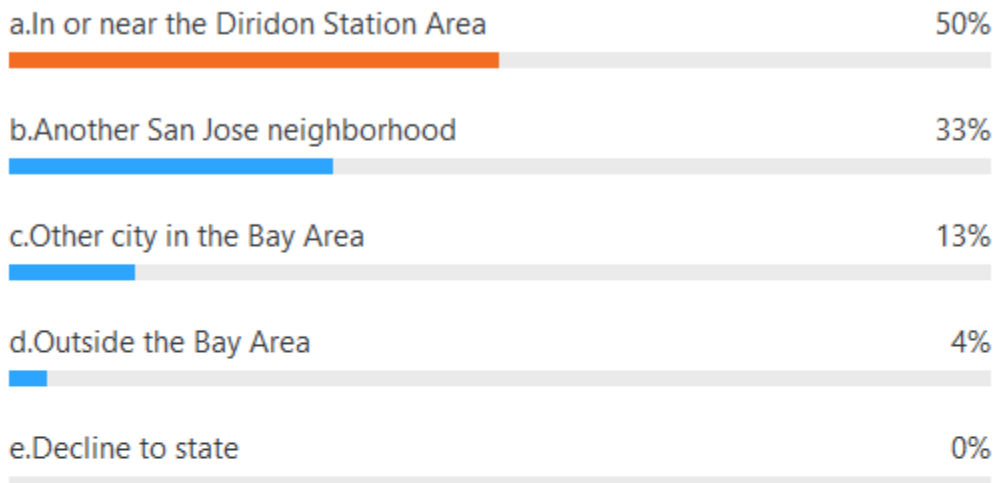 a.In or near the Diridon Station Area 50%
b.Another San Jose neighborhood 33%
c.Other city in the Bay Area 13%
d.Outside the Bay Area 4%
e.Decline to state 0%